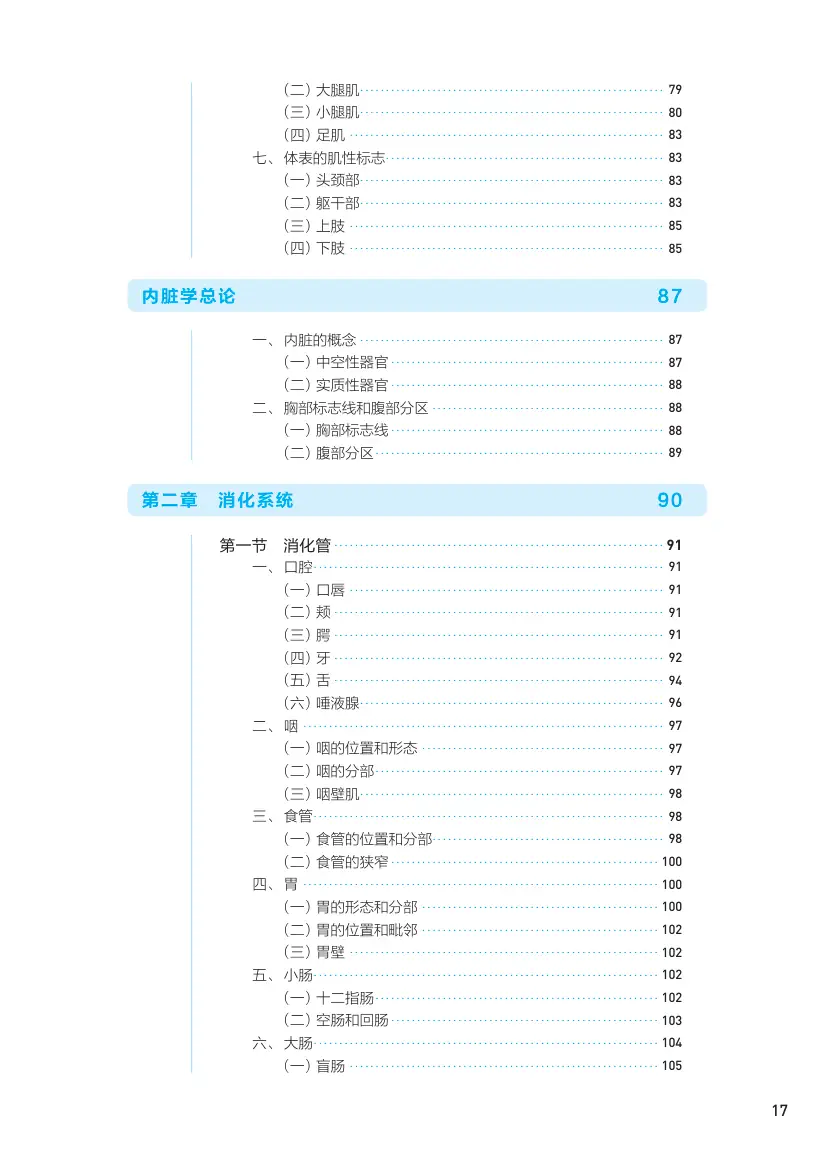 （二）大腿肌 79
（三）小腿肌 80
（四）足肌 83
七、体表的肌性标志 83
（一）头颈部 83
（二）躯干部 83
（三）上肢 85
（四）下肢 85
内脏学总论 87
一、内脏的概念 87
（一）中空性器官 87
（二）实质性器官 88
二、胸部标志线和腹部分区 88
（一）胸部标志线 88
（二）腹部分区 89
第二章 消化系统 90
第一节 消化管 91
一、口腔 91
（一）口唇 91
（二）颊 91
（三）腭 91
（四）牙 92
（五）舌 94
（六）唾液腺 96
二、咽 97
（一）咽的位置和形态 97
（二）咽的分部 97
（三）咽壁肌 98
三、食管 98
（一）食管的位置和分部 98
（二）食管的狭窄 100
四、胃 100
（一）胃的形态和分部 100
（二）胃的位置和毗邻 102
（三）胃壁 102
五、小肠 102
（一）十二指肠 102
（二）空肠和回肠 103
六、大肠 104
（一）盲肠 105
17